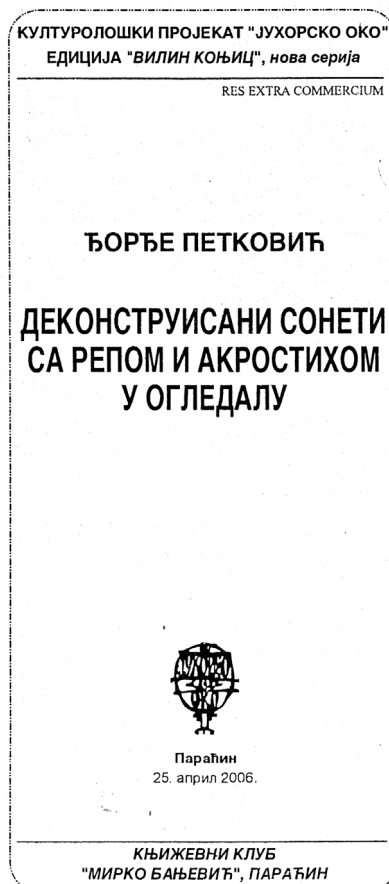 КУЛТУРОЛОШКИ ПРОЈЕКАТ "ЈУХОРСКО ОКО"
ЕДИЦИЈА "ВИЛИН КОЊИЦ", нова серија
RES EXTRA COMMERCIUM
ЂОРЂЕ ПЕТКОВИЋ
ДЕКОНСТРУИСАНИ СОНЕТИ
СА РЕПОМ И АКРОСТИХОМ
У ОГЛЕДАЛУ
Параћин
25. април 2006.
КЊИЖЕВНИ КЛУБ
"МИРКО БАЊЕВИЋ", ПАРАЋИН